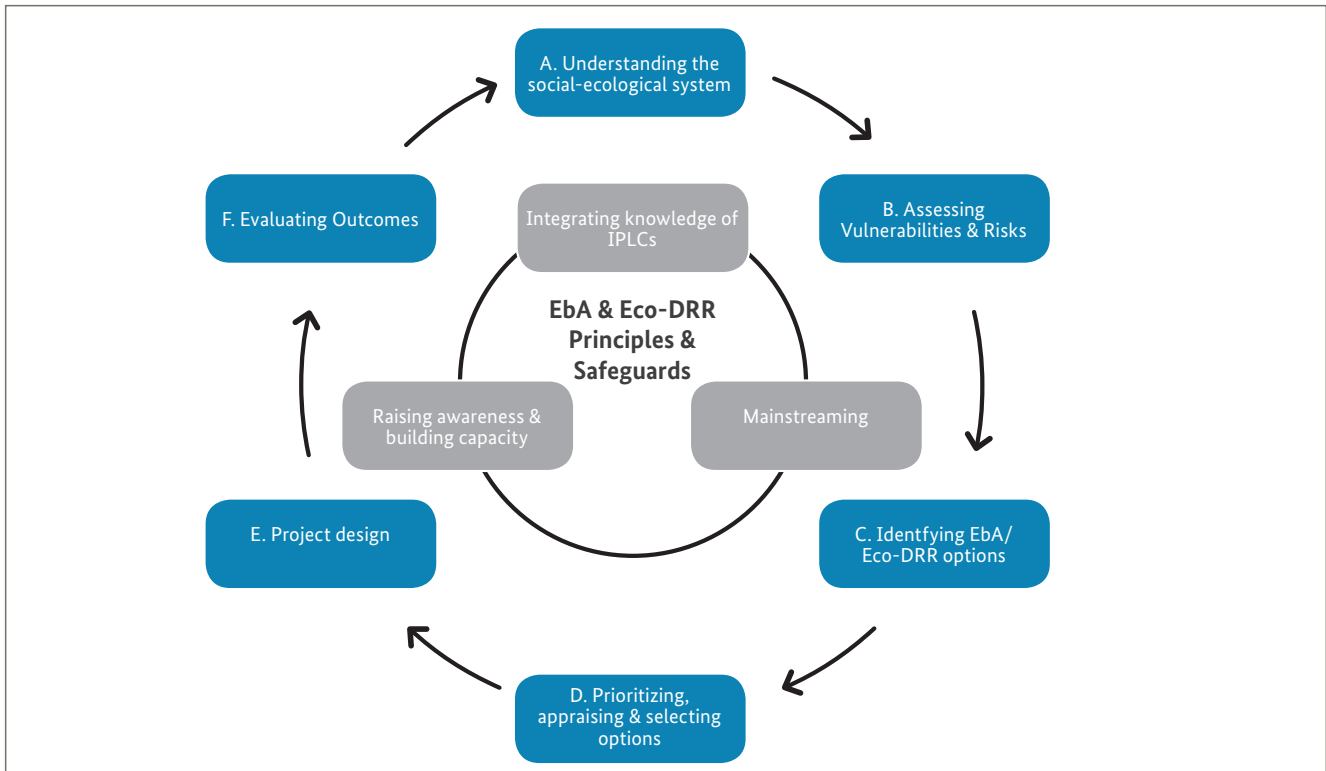 A. Understanding the
social-ecological system
B. Assessing
Vulnerabilities & Risks
C. Identfying EbA/
Eco-DRR options
D. Prioritizing,
appraising & selecting
options
E. Project design
F. Evaluating Outcomes
Integrating knowledge of
IPLCs
EbA & Eco-DRR
Principles &
Safeguards
Raising awareness &
building capacity
Mainstreaming